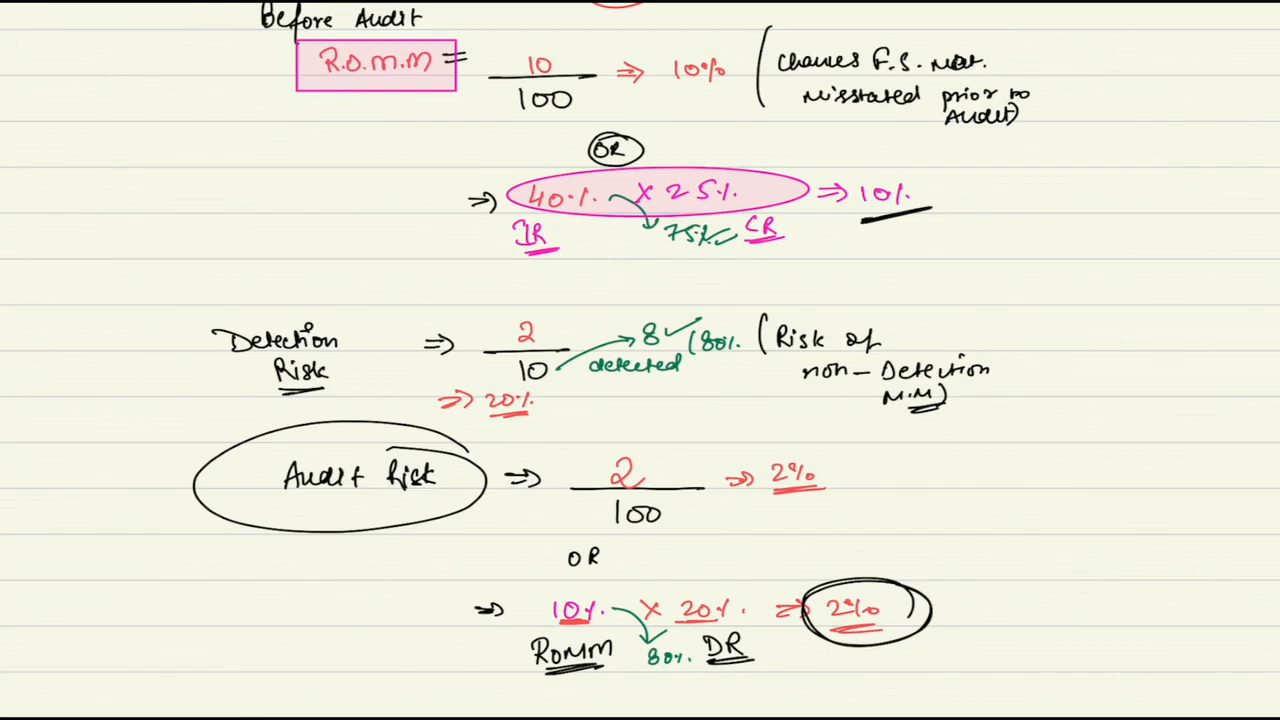 Before Audit
R.O.M.M = 10/100 ⇒ 10% (Chances F.S. Mat.
Misstated prior to
Audit)
OR
⇒ 40% × 25% ⇒ 10%
IR 75% ✓ CR
Detection ⇒ 2/10 → 8 ✓ (80% (Risk of
Risk detected non-Detection
⇒ 20% M.M)
Audit Risk ⇒ 2/100 ⇒ 2%
OR
⇒ 10% × 20% ⇒ 2%
ROMM 80% DR